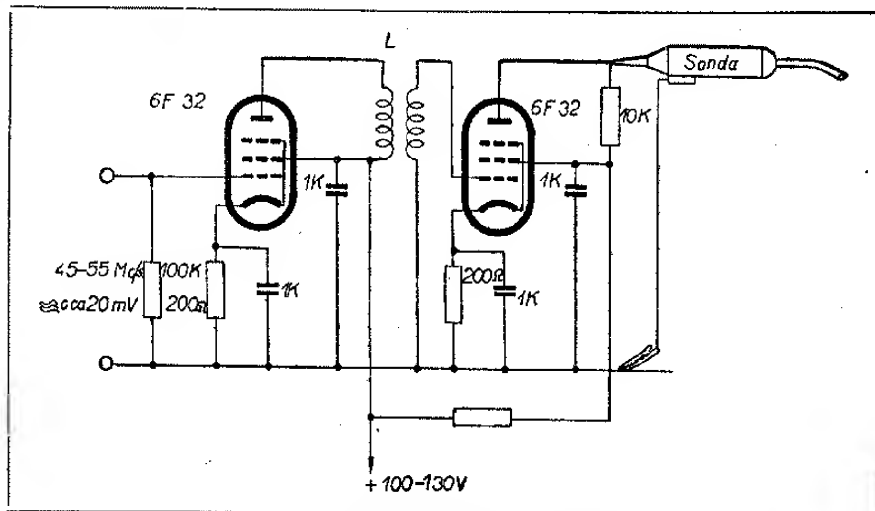 L
Sonda
6F 32
6F 32
10K
1K
1K
45-55 Mc/s
100K
≈ cca 20 mV
200Ω
1K
200Ω
1K
+ 100-130V